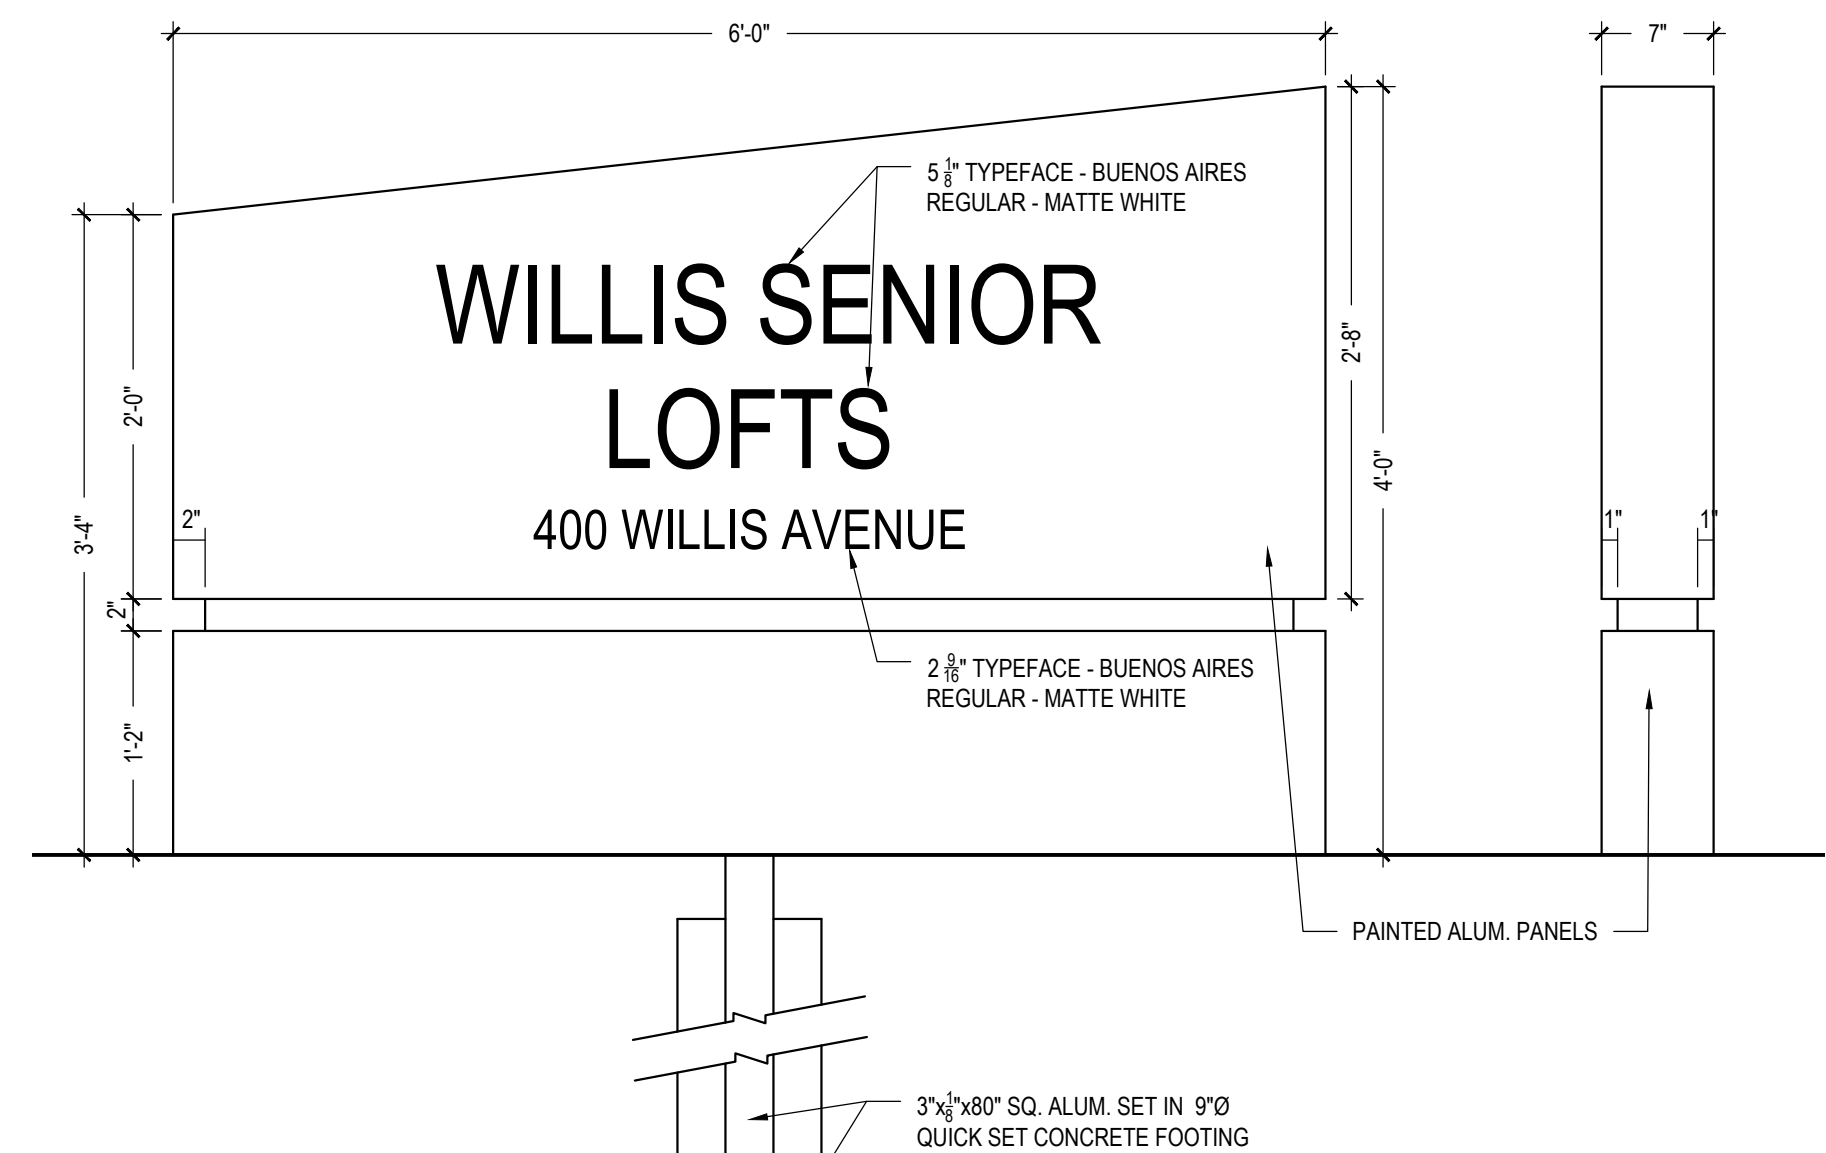 6'-0"
7"
5 1/8" TYPEFACE - BUENOS AIRES
REGULAR - MATTE WHITE
WILLIS SENIOR
LOFTS
400 WILLIS AVENUE
2'-8"
4'-0"
2'-0"
3'-4"
2"
1"
1"
2"
2 9/16" TYPEFACE - BUENOS AIRES
REGULAR - MATTE WHITE
1'-2"
PAINTED ALUM. PANELS
3"x1/8"x80" SQ. ALUM. SET IN 9"Ø
QUICK SET CONCRETE FOOTING